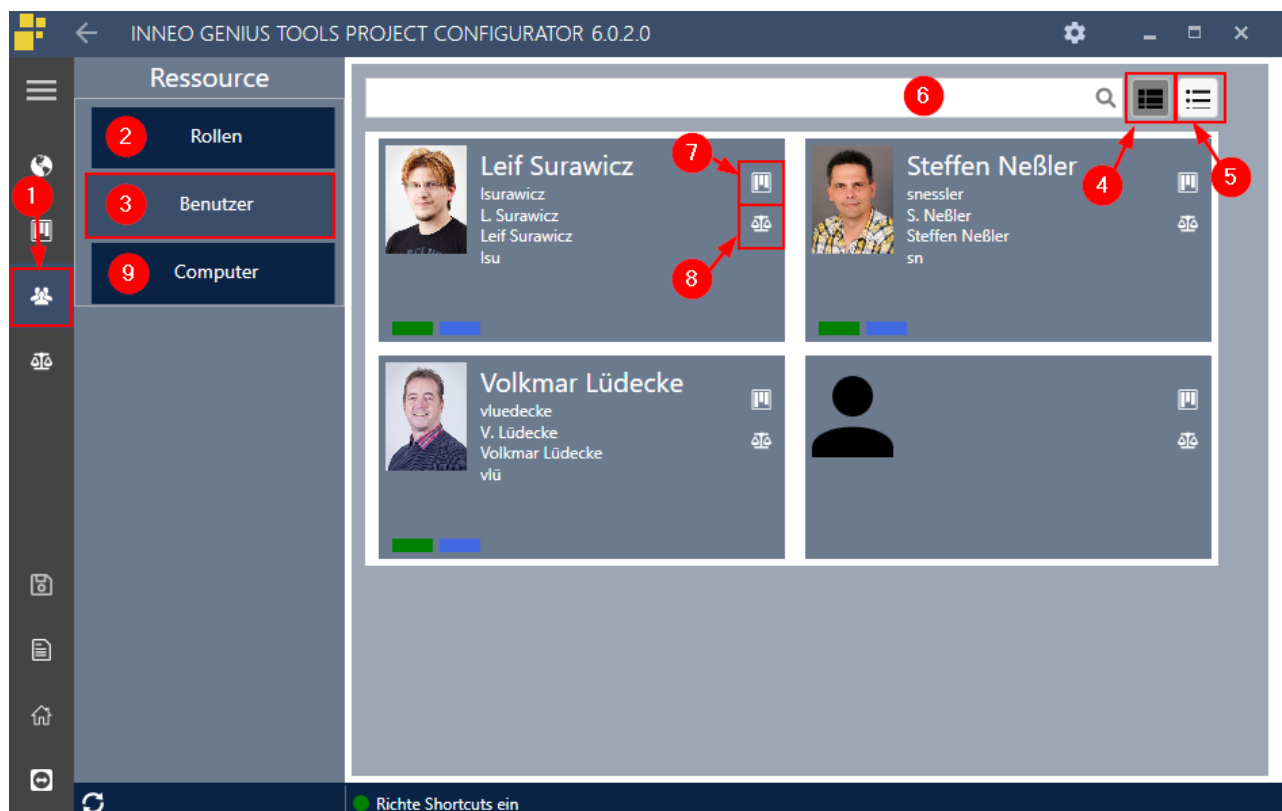 INNEO GENIUS TOOLS PROJECT CONFIGURATOR 6.0.2.0
Ressource
1
2
Rollen
3
Benutzer
9
Computer
6
4
5
7
8
Leif Surawicz
lsurawicz
L. Surawicz
Leif Surawicz
lsu
Steffen Neßler
snessler
S. Neßler
Steffen Neßler
sn
Volkmar Lüdecke
vluedecke
V. Lüdecke
Volkmar Lüdecke
vlü
Richte Shortcuts ein